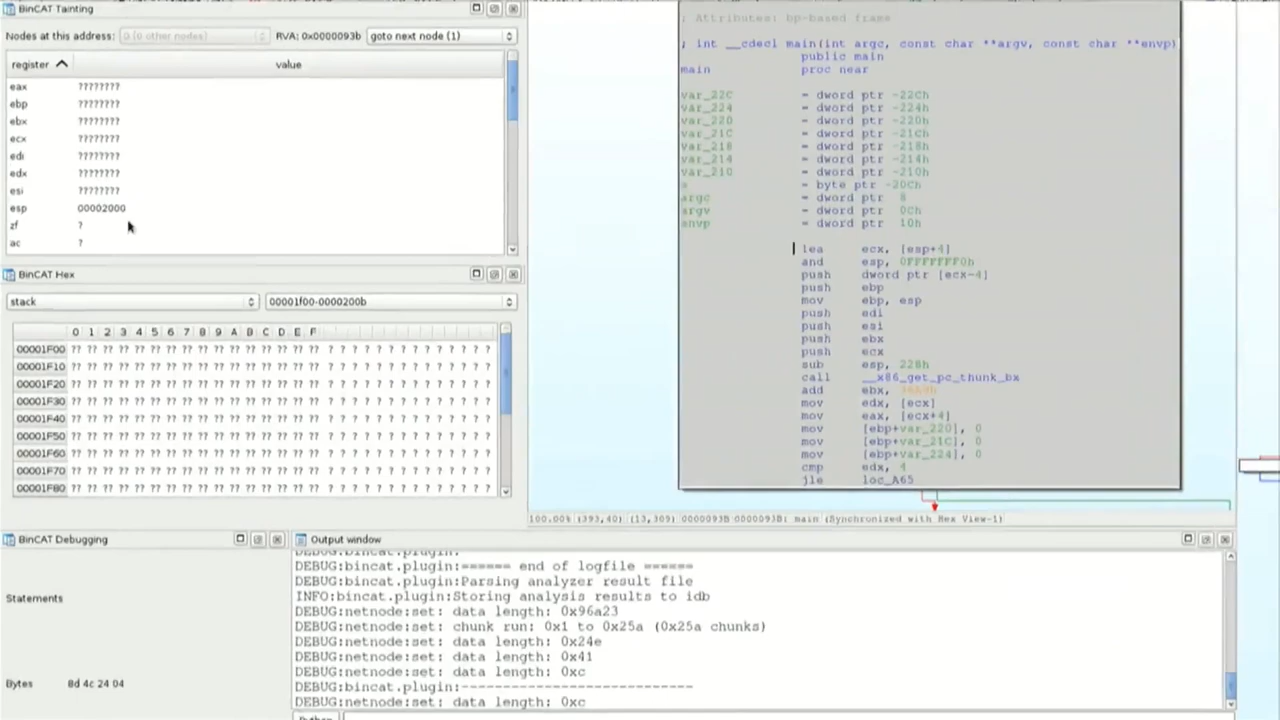 BinCAT Tainting
Nodes at this address: 0 (0 other nodes) RVA: 0x0000093b goto next node (1)
register value
eax ????????
ebp ????????
ebx ????????
ecx ????????
edi ????????
edx ????????
esi ????????
esp 00002000
zf ?
ac ?
BinCAT Hex
stack 00001f00-0000200b
0 1 2 3 4 5 6 7 8 9 A B C D E F
00001F00 ?? ?? ?? ?? ?? ?? ?? ?? ?? ?? ?? ?? ?? ?? ?? ?? ? ? ? ? ? ? ? ? ? ? ? ? ? ? ? ?
00001F10 ?? ?? ?? ?? ?? ?? ?? ?? ?? ?? ?? ?? ?? ?? ?? ?? ? ? ? ? ? ? ? ? ? ? ? ? ? ? ? ?
00001F20 ?? ?? ?? ?? ?? ?? ?? ?? ?? ?? ?? ?? ?? ?? ?? ?? ? ? ? ? ? ? ? ? ? ? ? ? ? ? ? ?
00001F30 ?? ?? ?? ?? ?? ?? ?? ?? ?? ?? ?? ?? ?? ?? ?? ?? ? ? ? ? ? ? ? ? ? ? ? ? ? ? ? ?
00001F40 ?? ?? ?? ?? ?? ?? ?? ?? ?? ?? ?? ?? ?? ?? ?? ?? ? ? ? ? ? ? ? ? ? ? ? ? ? ? ? ?
00001F50 ?? ?? ?? ?? ?? ?? ?? ?? ?? ?? ?? ?? ?? ?? ?? ?? ? ? ? ? ? ? ? ? ? ? ? ? ? ? ? ?
00001F60 ?? ?? ?? ?? ?? ?? ?? ?? ?? ?? ?? ?? ?? ?? ?? ?? ? ? ? ? ? ? ? ? ? ? ? ? ? ? ? ?
00001F70 ?? ?? ?? ?? ?? ?? ?? ?? ?? ?? ?? ?? ?? ?? ?? ?? ? ? ? ? ? ? ? ? ? ? ? ? ? ? ? ?
00001F80 ?? ?? ?? ?? ?? ?? ?? ?? ?? ?? ?? ?? ?? ?? ?? ?? ? ? ? ? ? ? ? ? ? ? ? ? ? ? ? ?
; Attributes: bp-based frame
; int __cdecl main(int argc, const char **argv, const char **envp)
public main
main proc near
var_22C = dword ptr -22Ch
var_224 = dword ptr -224h
var_220 = dword ptr -220h
var_21C = dword ptr -21Ch
var_218 = dword ptr -218h
var_214 = dword ptr -214h
var_210 = dword ptr -210h
s = byte ptr -20Ch
argc = dword ptr 8
argv = dword ptr 0Ch
envp = dword ptr 10h
lea ecx, [esp+4]
and esp, 0FFFFFFF0h
push dword ptr [ecx-4]
push ebp
mov ebp, esp
push edi
push esi
push ebx
push ecx
sub esp, 228h
call __x86_get_pc_thunk_bx
add ebx,
mov edx, [ecx]
mov eax, [ecx+4]
mov [ebp+var_220], 0
mov [ebp+var_21C], 0
mov [ebp+var_224], 0
cmp edx, 4
jle loc_A65
100.00% (393,40) (13,309) 0000093B 0000093B: main (Synchronized with Hex View-1)
BinCAT Debugging
Statements
Bytes 8d 4c 24 04
Output window
DEBUG:bincat.plugin:
DEBUG:bincat.plugin:====== end of logfile ======
DEBUG:bincat.plugin:Parsing analyzer result file
INFO:bincat.plugin:Storing analysis results to idb
DEBUG:netnode:set: data length: 0x96a23
DEBUG:netnode:set: chunk run: 0x1 to 0x25a (0x25a chunks)
DEBUG:netnode:set: data length: 0x24e
DEBUG:netnode:set: data length: 0x41
DEBUG:netnode:set: data length: 0xc
DEBUG:bincat.plugin:---------------------------
DEBUG:netnode:set: data length: 0xc
Python